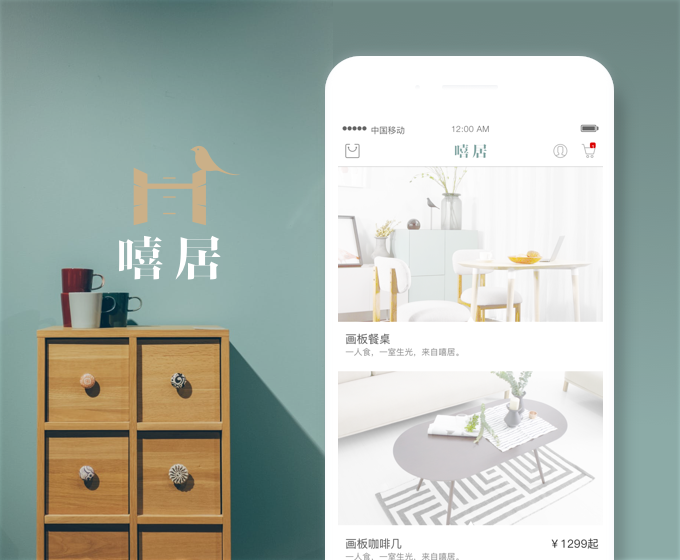 嘻居
中国移动
12:00 AM
嘻居
画板餐桌
一人食，一室生光，来自嘻居。
画板咖啡几
￥1299起
一人食，一室生光，来自嘻居。